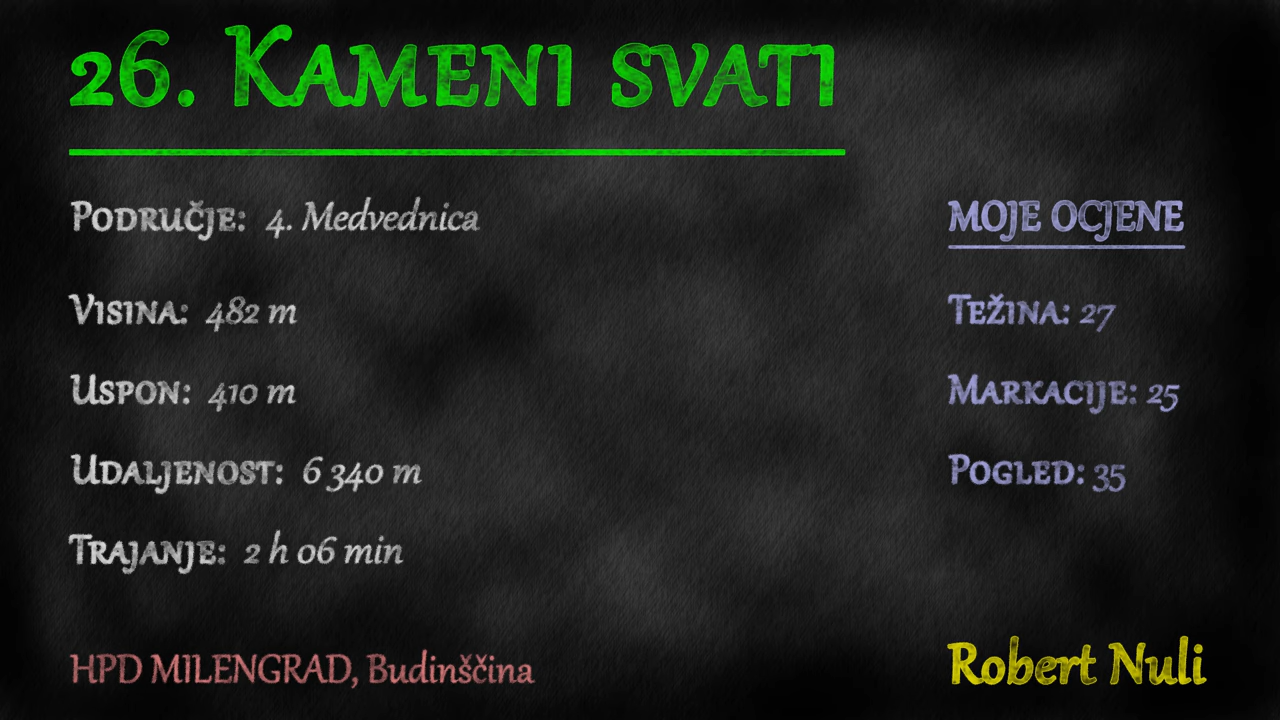 26. KAMENI SVATI
PODRUČJE: 4. Medvednica
VISINA: 482 m
USPON: 410 m
UDALJENOST: 6 340 m
TRAJANJE: 2 h 06 min
HPD MILENGRAD, Budinščina
MOJE OCJENE
TEŽINA: 27
MARKACIJE: 25
POGLED: 35
Robert Nuli